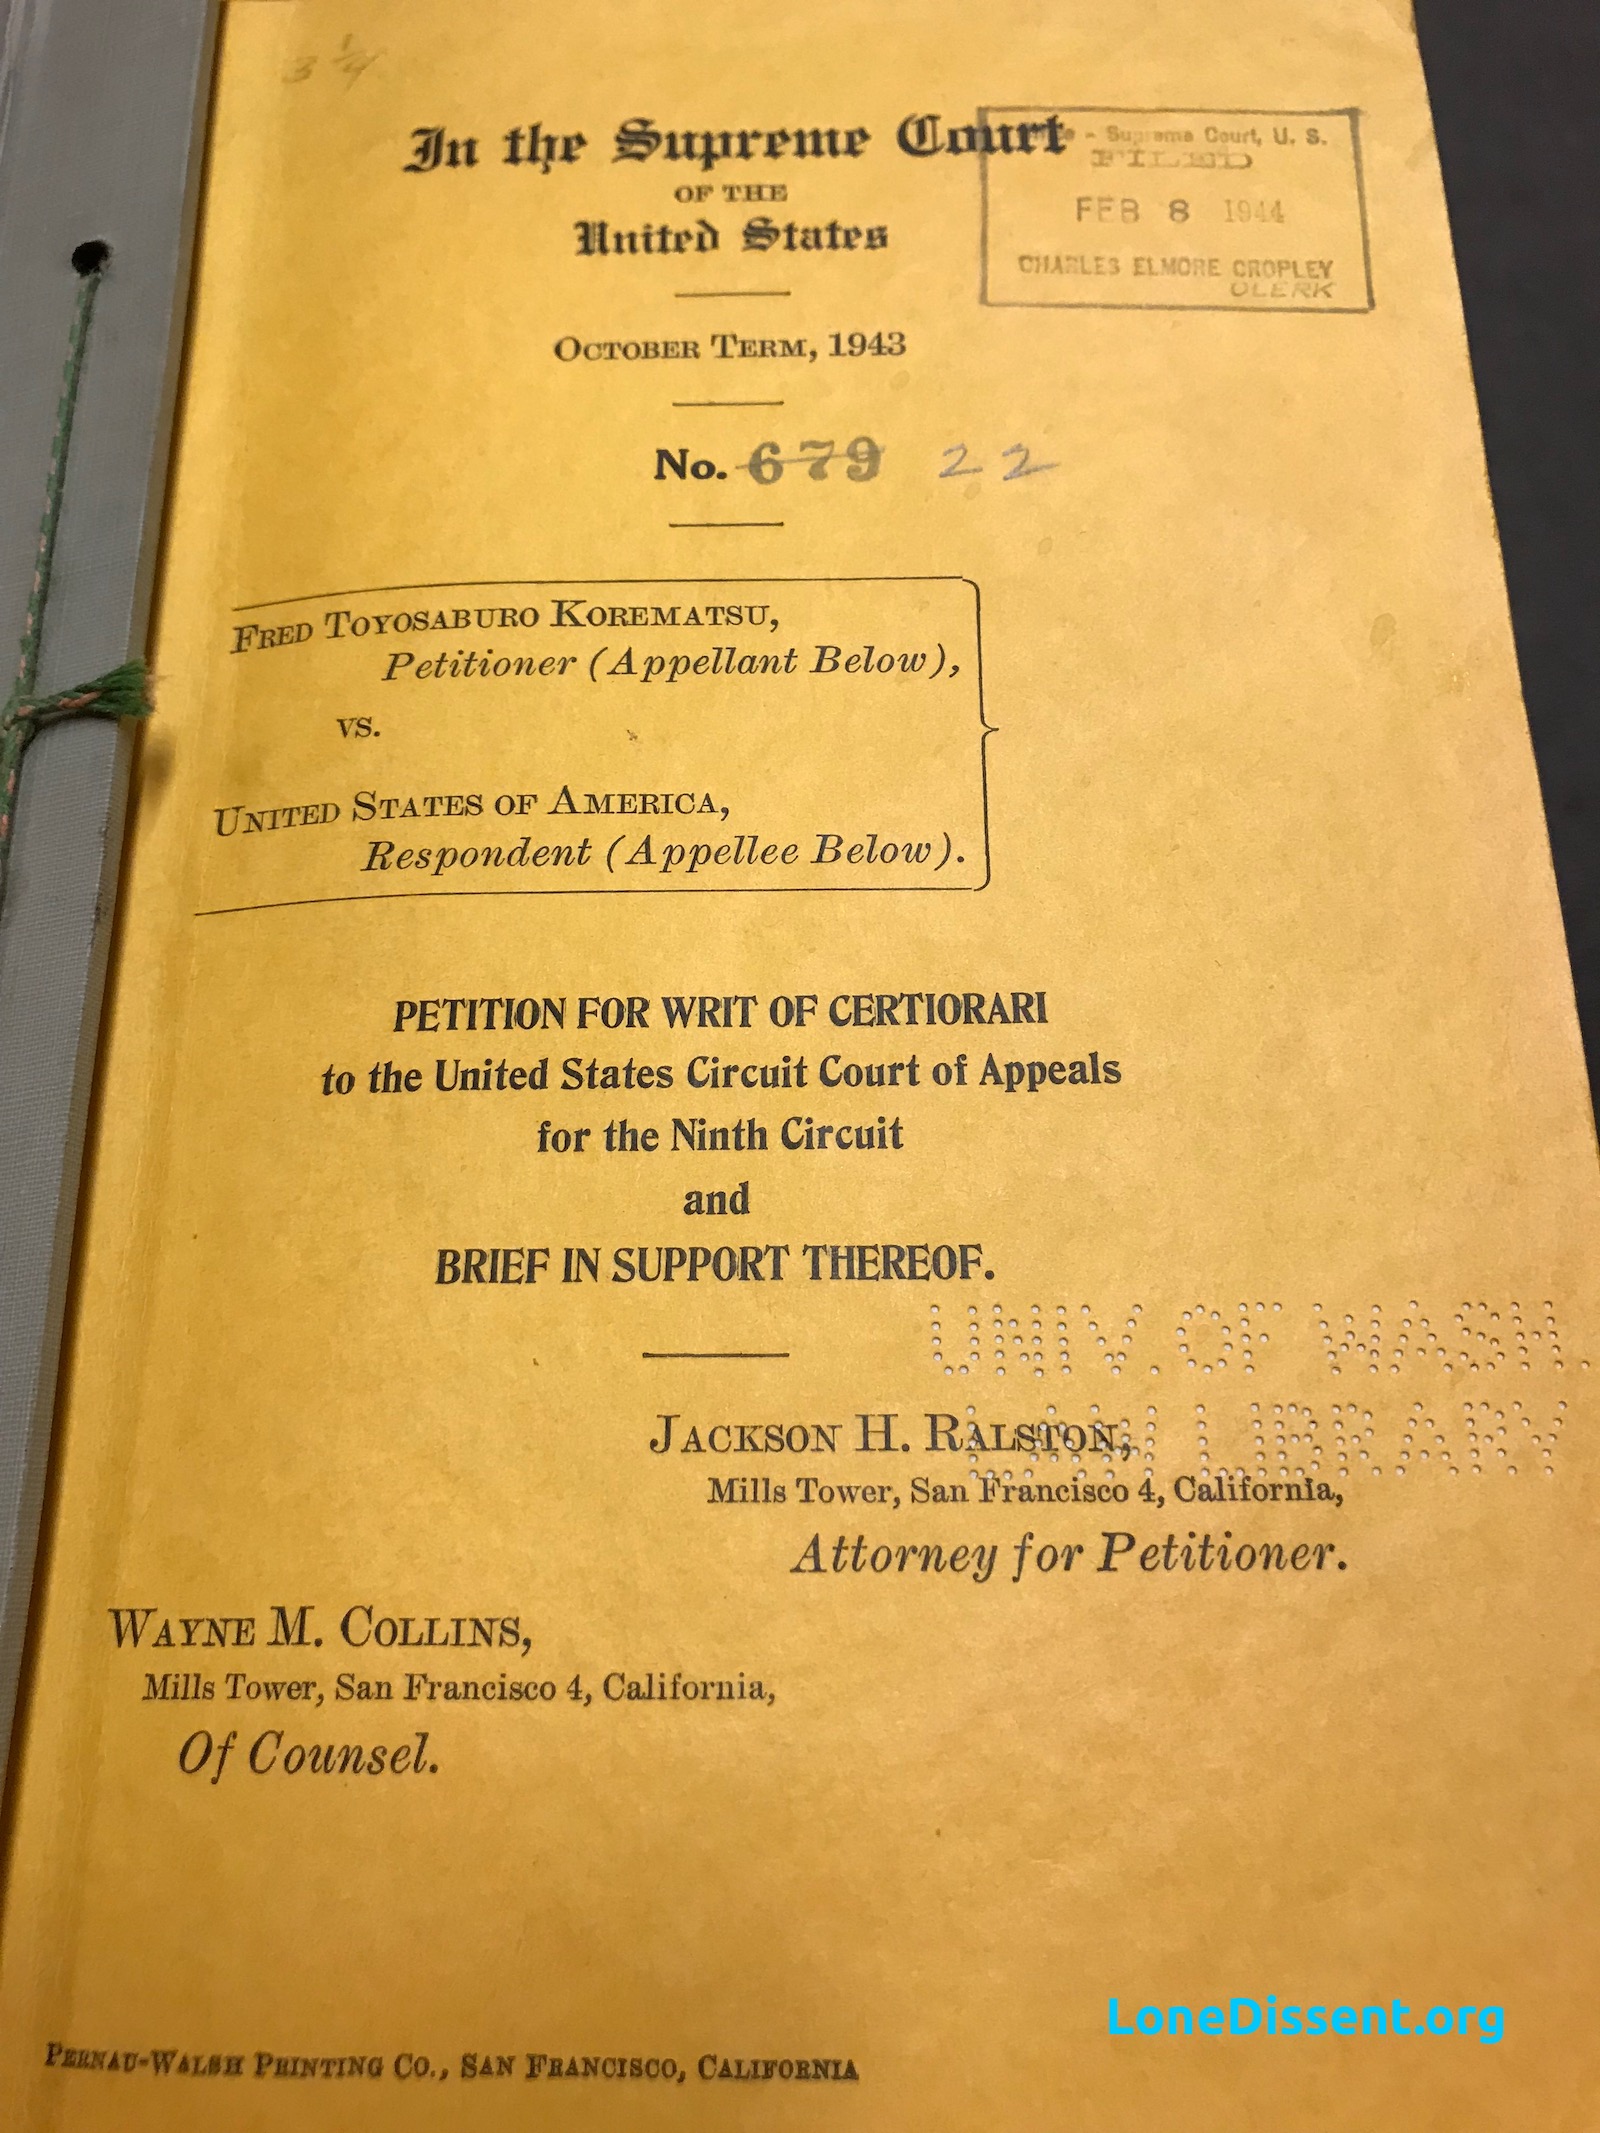 3 1/4
In the Supreme Court
OF THE
United States
Office - Supreme Court, U. S.
FILED
FEB 8 1944
CHARLES ELMORE CROPLEY
CLERK
OCTOBER TERM, 1943
No. 679 22
FRED TOYOSABURO KOREMATSU,
Petitioner (Appellant Below),
VS.
UNITED STATES OF AMERICA,
Respondent (Appellee Below).
PETITION FOR WRIT OF CERTIORARI
to the United States Circuit Court of Appeals
for the Ninth Circuit
and
BRIEF IN SUPPORT THEREOF.
UNIV. OF WASH.
LAW LIBRARY
JACKSON H. RALSTON,
Mills Tower, San Francisco 4, California,
Attorney for Petitioner.
WAYNE M. COLLINS,
Mills Tower, San Francisco 4, California,
Of Counsel.
LoneDissent.org
PERNAU-WALSH PRINTING CO., SAN FRANCISCO, CALIFORNIA